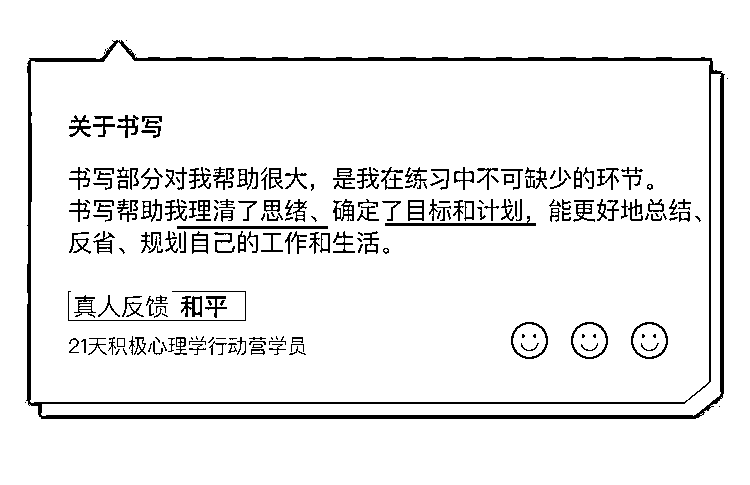 关于书写
书写部分对我帮助很大，是我在练习中不可缺少的环节。
书写帮助我理清了思绪、确定了目标和计划，能更好地总结、
反省、规划自己的工作和生活。
真人反馈 和平
21天积极心理学行动营学员